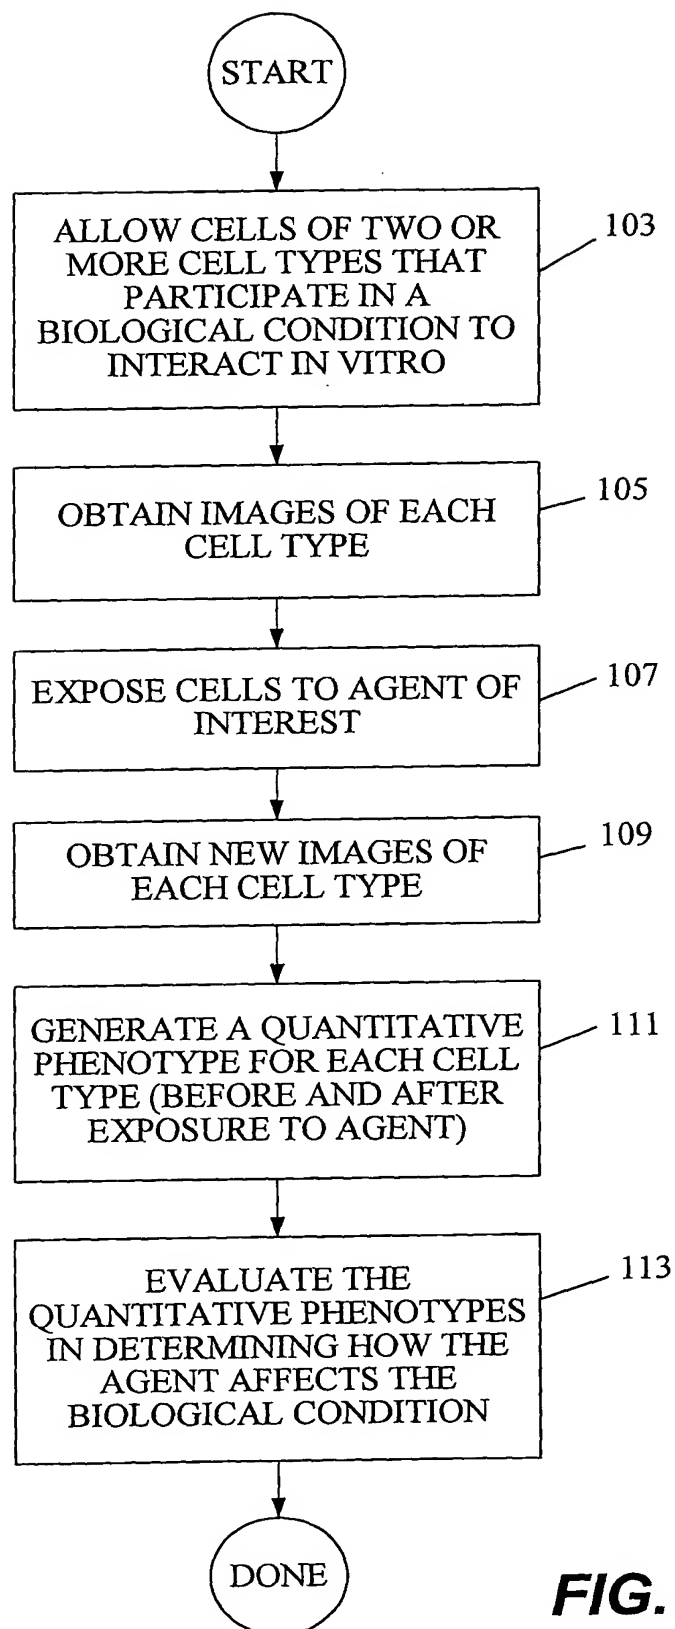 START
ALLOW CELLS OF TWO OR
MORE CELL TYPES THAT
PARTICIPATE IN A
BIOLOGICAL CONDITION TO
INTERACT IN VITRO
103
OBTAIN IMAGES OF EACH
CELL TYPE
105
EXPOSE CELLS TO AGENT OF
INTEREST
107
OBTAIN NEW IMAGES OF
EACH CELL TYPE
109
GENERATE A QUANTITATIVE
PHENOTYPE FOR EACH CELL
TYPE (BEFORE AND AFTER
EXPOSURE TO AGENT)
111
EVALUATE THE
QUANTITATIVE PHENOTYPES
IN DETERMINING HOW THE
AGENT AFFECTS THE
BIOLOGICAL CONDITION
113
DONE
FIG.